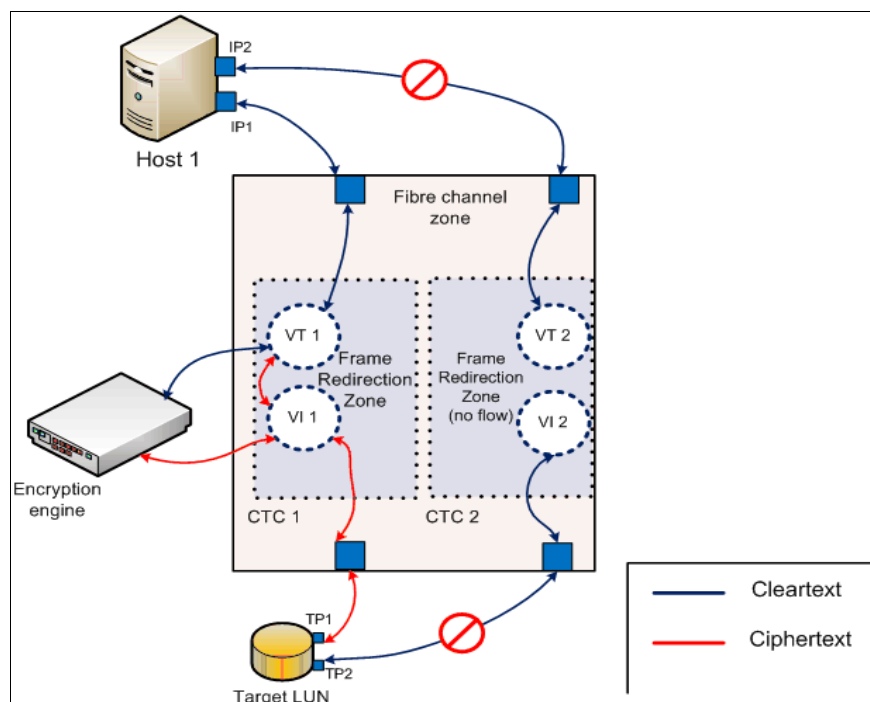 IP2
IP1
Host 1
Fibre channel
zone
VT 1
Frame
Redirection
Zone
VI 1
VT 2
Frame
Redirection
Zone
(no flow)
VI 2
Encryption
engine
CTC 1
CTC 2
TP1
TP2
Target LUN
Cleartext
Ciphertext